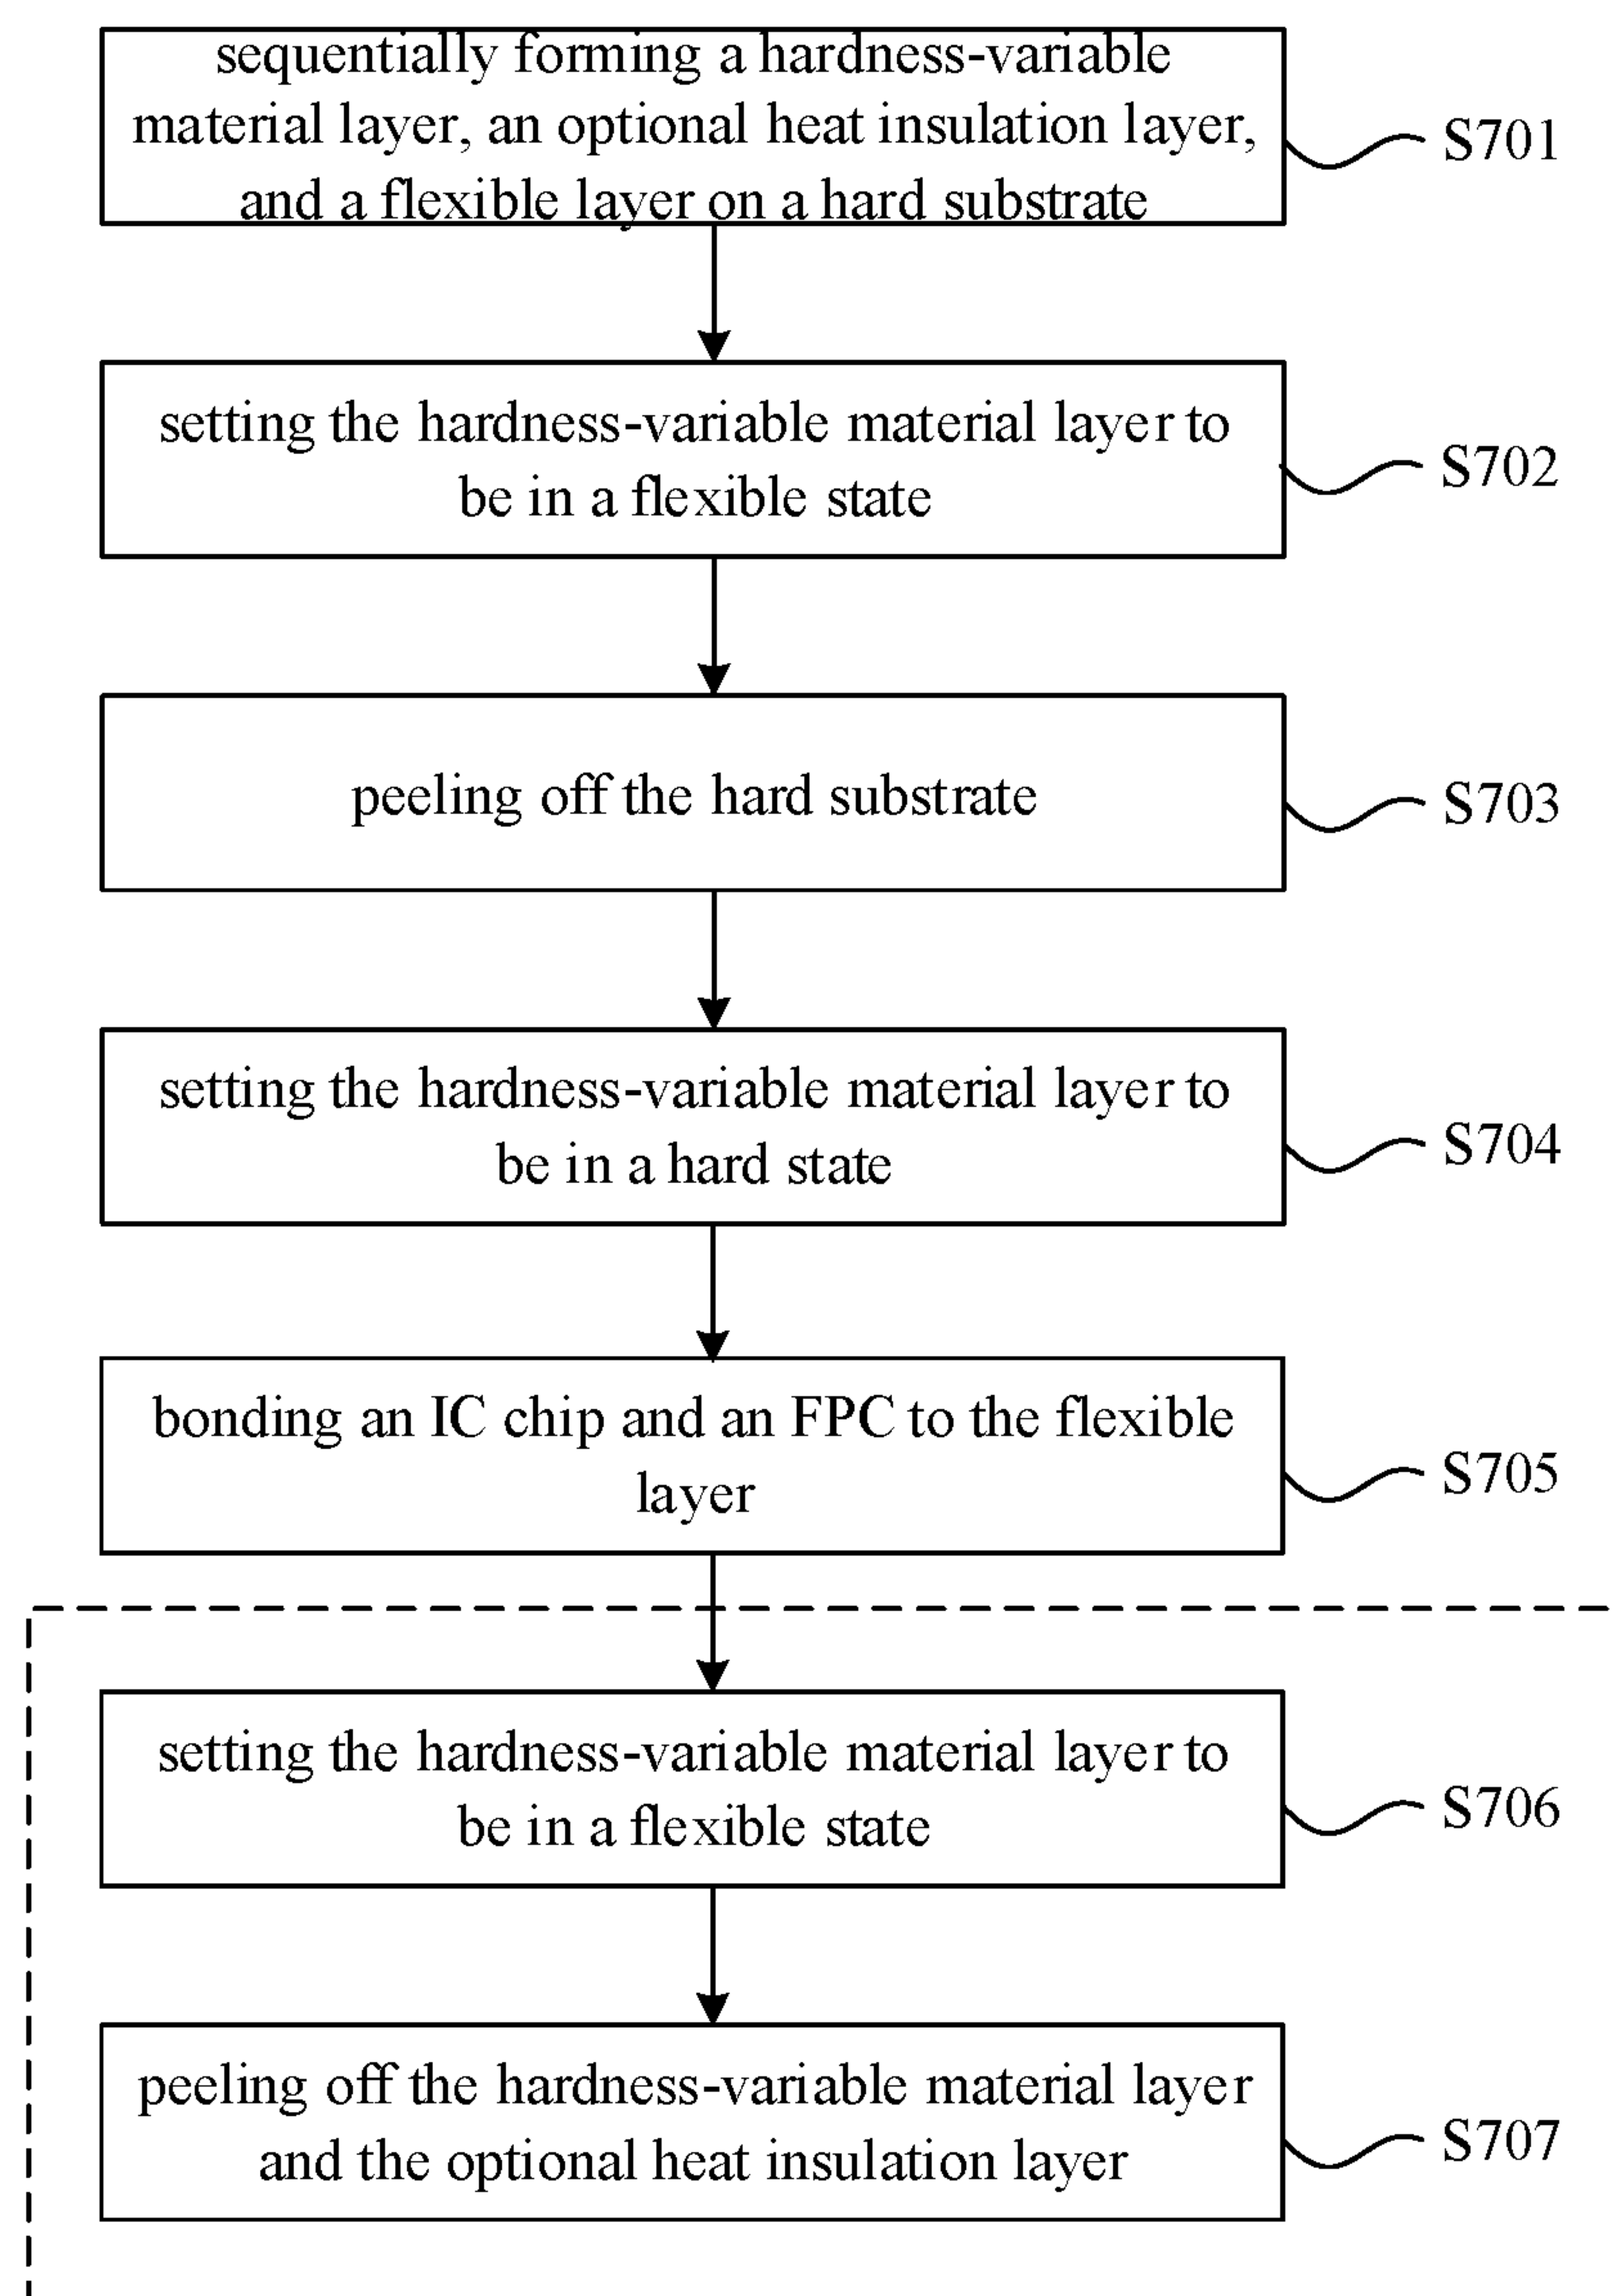 sequentially forming a hardness-variable
material layer, an optional heat insulation layer,
and a flexible layer on a hard substrate
S701
setting the hardness-variable material layer to
be in a flexible state
S702
peeling off the hard substrate
S703
setting the hardness-variable material layer to
be in a hard state
S704
bonding an IC chip and an FPC to the flexible
layer
S705
setting the hardness-variable material layer to
be in a flexible state
S706
peeling off the hardness-variable material layer
and the optional heat insulation layer
S707